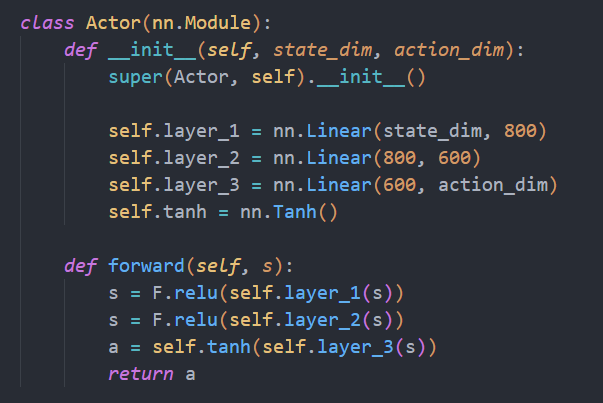 class Actor(nn.Module):
    def __init__(self, state_dim, action_dim):
        super(Actor, self).__init__()

        self.layer_1 = nn.Linear(state_dim, 800)
        self.layer_2 = nn.Linear(800, 600)
        self.layer_3 = nn.Linear(600, action_dim)
        self.tanh = nn.Tanh()

    def forward(self, s):
        s = F.relu(self.layer_1(s))
        s = F.relu(self.layer_2(s))
        a = self.tanh(self.layer_3(s))
        return a